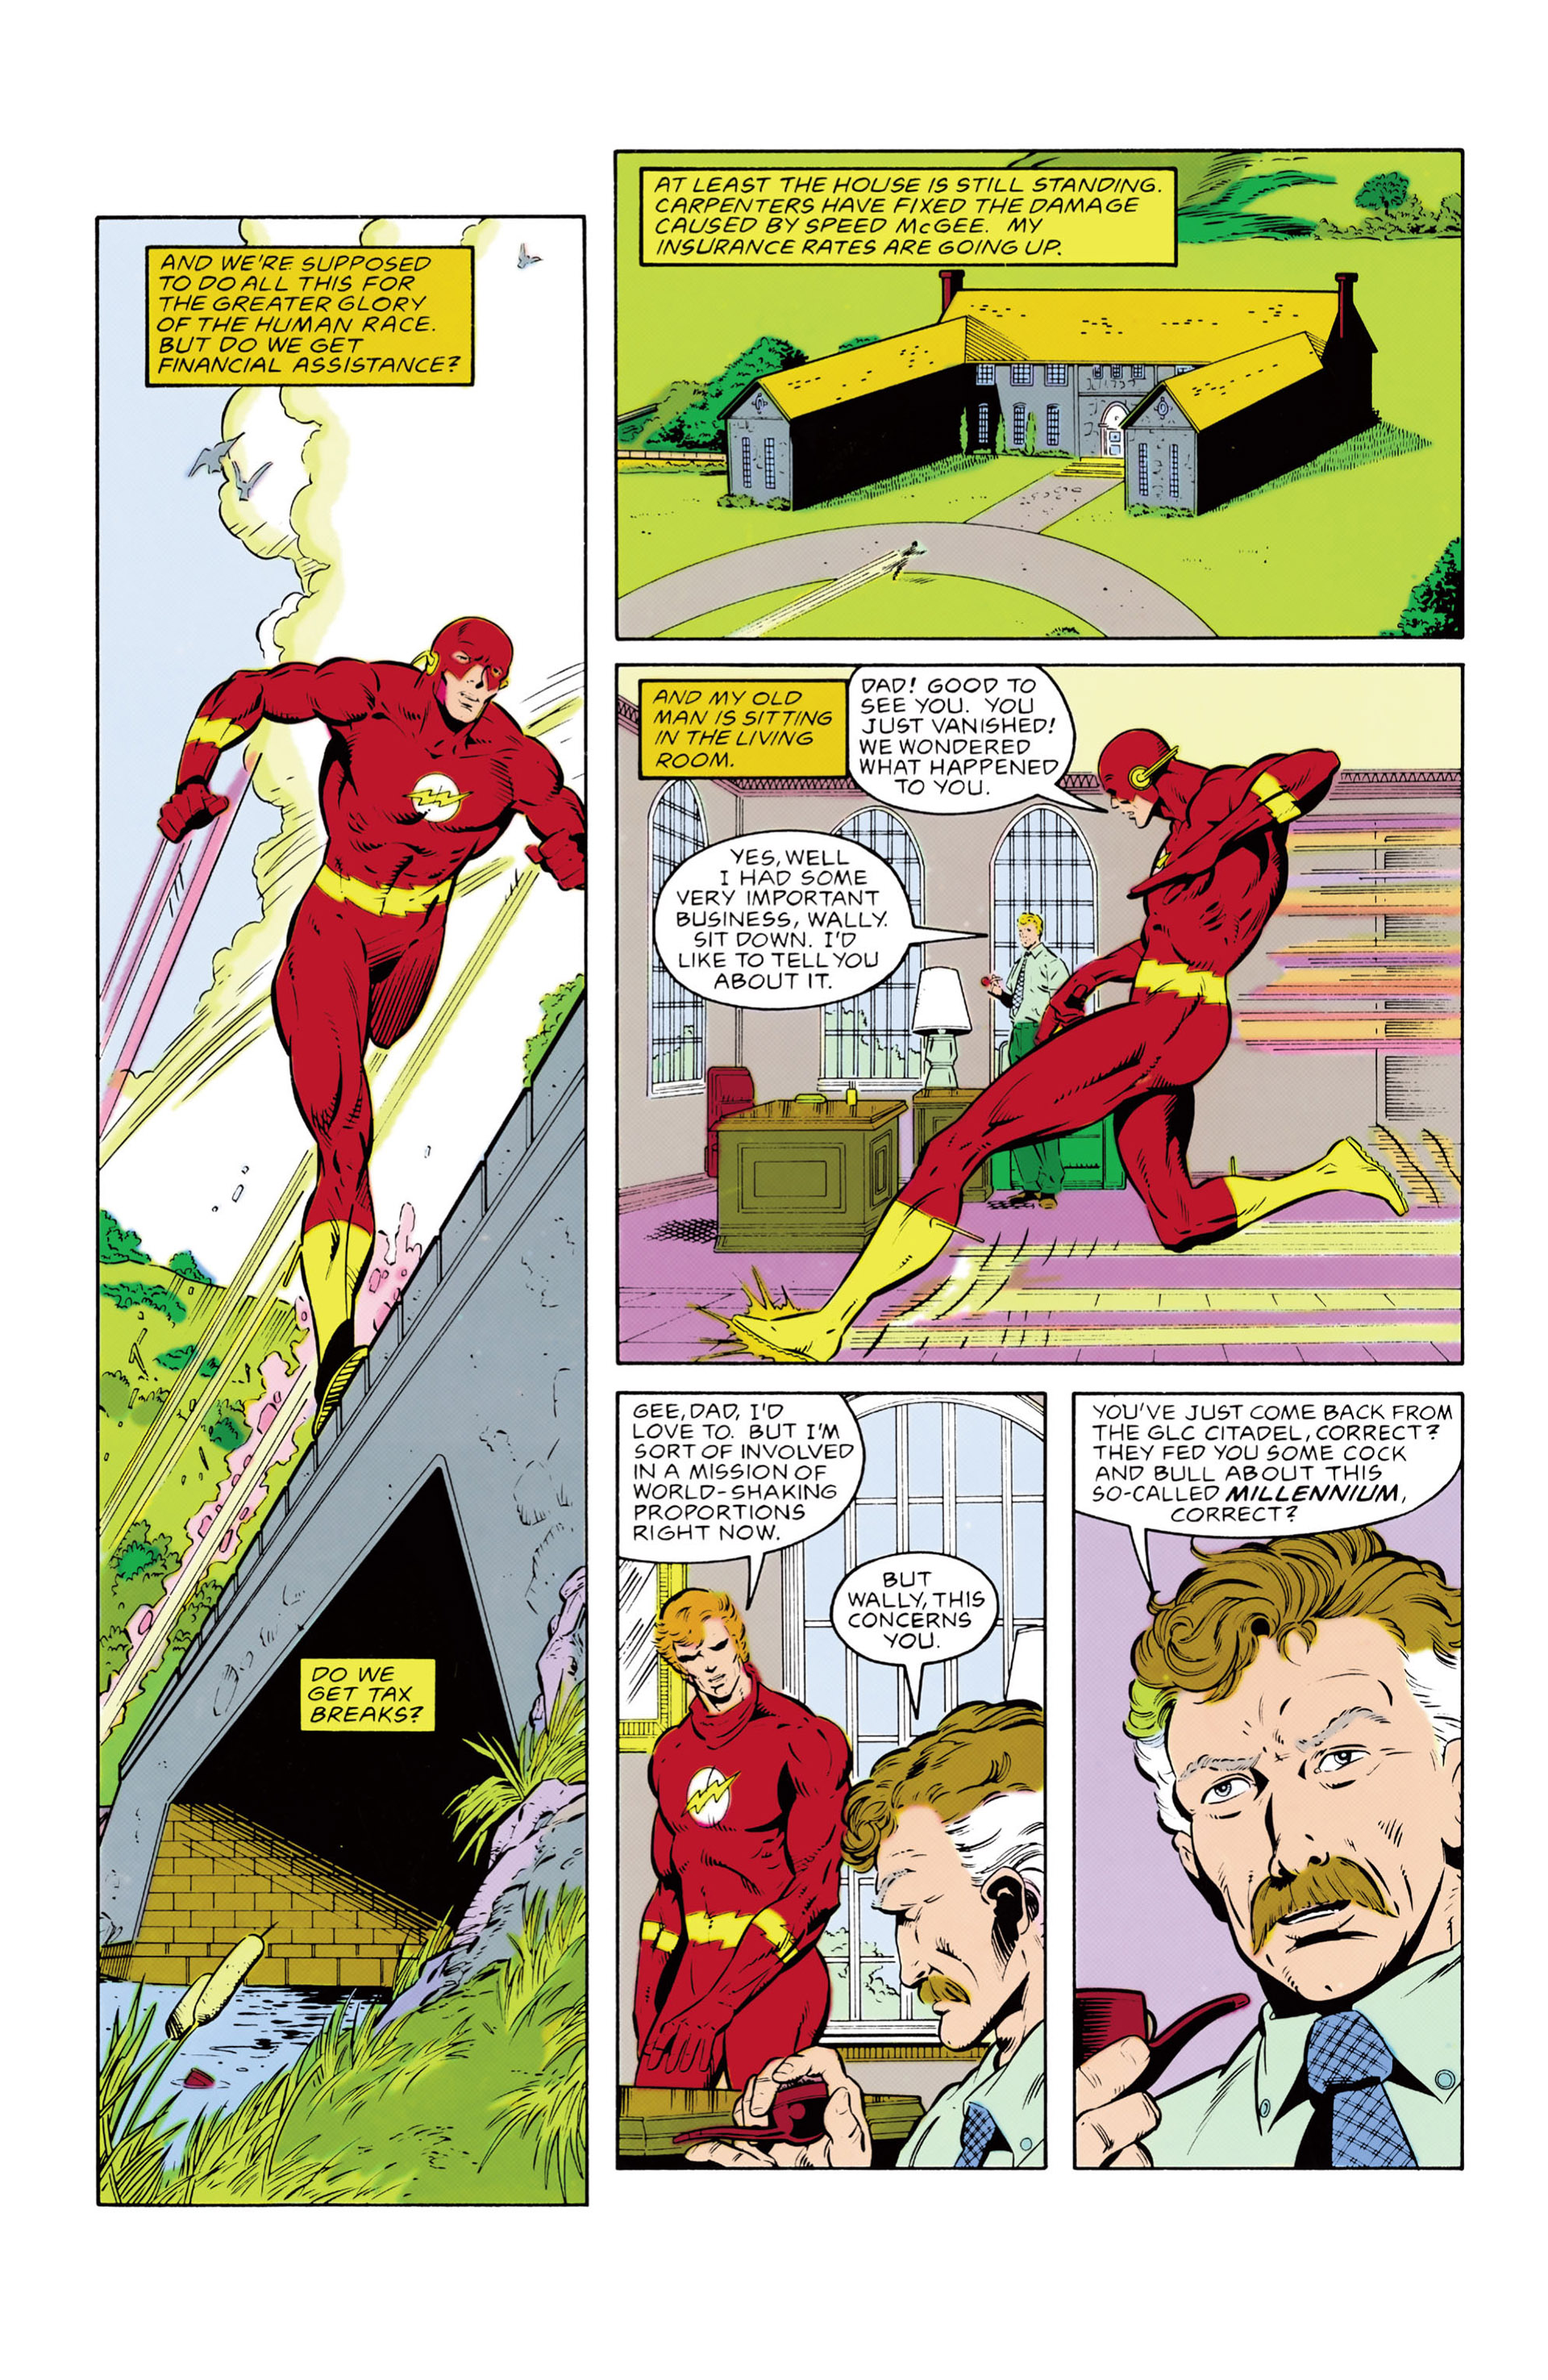 AND WE'RE SUPPOSED
TO DO ALL THIS FOR
THE GREATER GLORY
OF THE HUMAN RACE.
BUT DO WE GET
FINANCIAL ASSISTANCE?
DO WE
GET TAX
BREAKS?
AT LEAST THE HOUSE IS STILL STANDING.
CARPENTERS HAVE FIXED THE DAMAGE
CAUSED BY SPEED McGEE. MY
INSURANCE RATES ARE GOING UP.
AND MY OLD
MAN IS SITTING
IN THE LIVING
ROOM.
DAD! GOOD TO
SEE YOU. YOU
JUST VANISHED!
WE WONDERED
WHAT HAPPENED
TO YOU.
YES, WELL
I HAD SOME
VERY IMPORTANT
BUSINESS, WALLY.
SIT DOWN. I'D
LIKE TO TELL YOU
ABOUT IT.
GEE, DAD, I'D
LOVE TO. BUT I'M
SORT OF INVOLVED
IN A MISSION OF
WORLD-SHAKING
PROPORTIONS
RIGHT NOW.
BUT
WALLY, THIS
CONCERNS
YOU.
YOU'VE JUST COME BACK FROM
THE GLC CITADEL, CORRECT?
THEY FED YOU SOME COCK
AND BULL ABOUT THIS
SO-CALLED MILLENNIUM,
CORRECT?